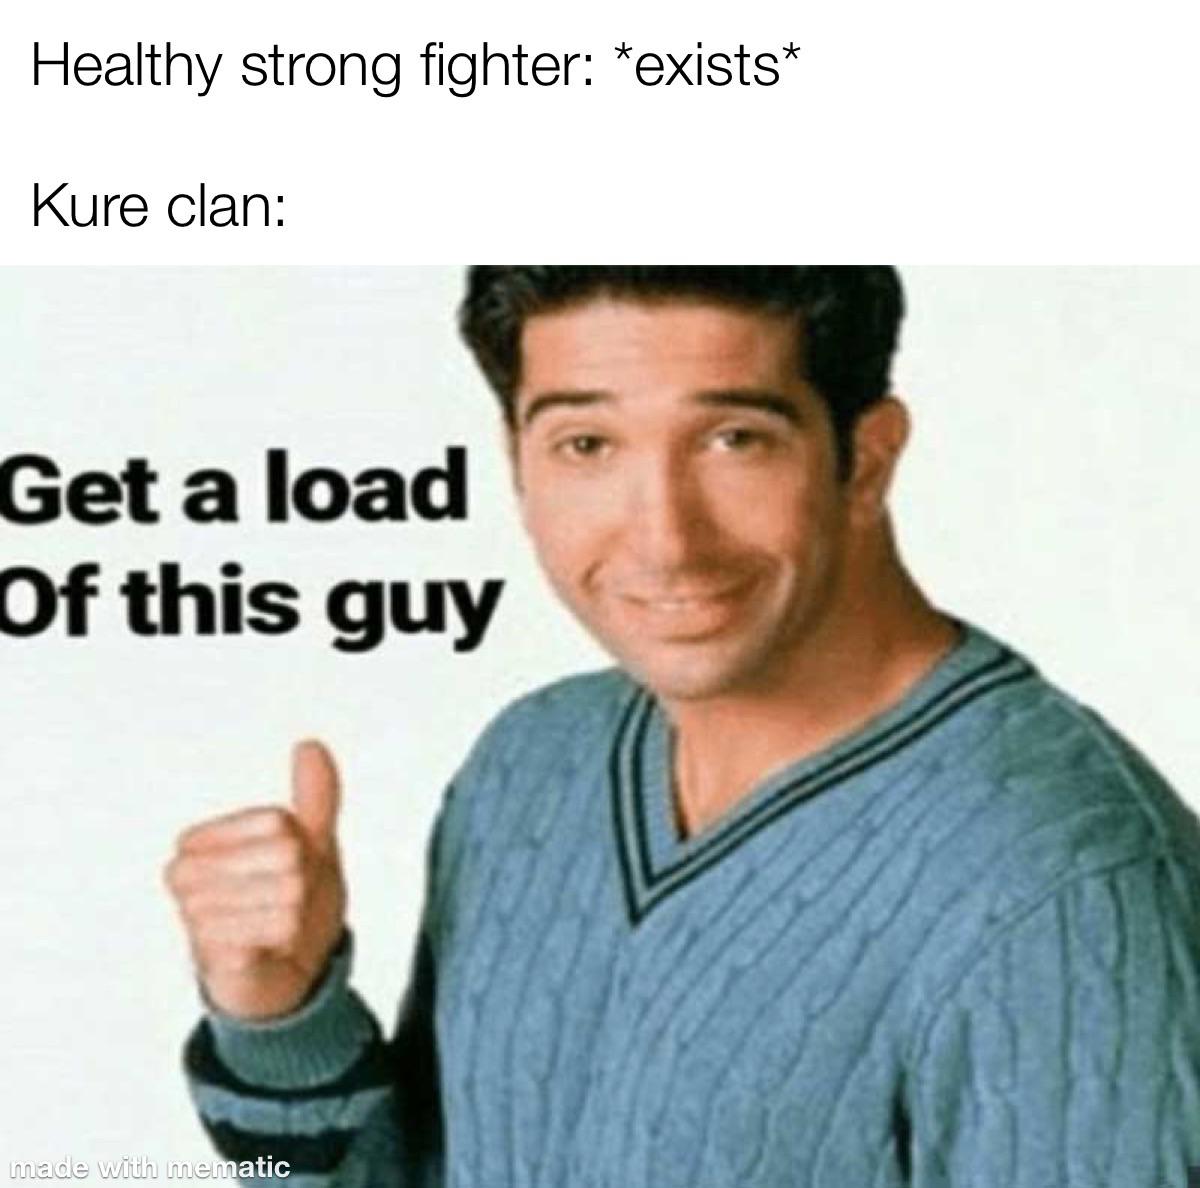 Healthy strong fighter: *exists*
Kure clan:
Get a load
Of this guy
made with mematic